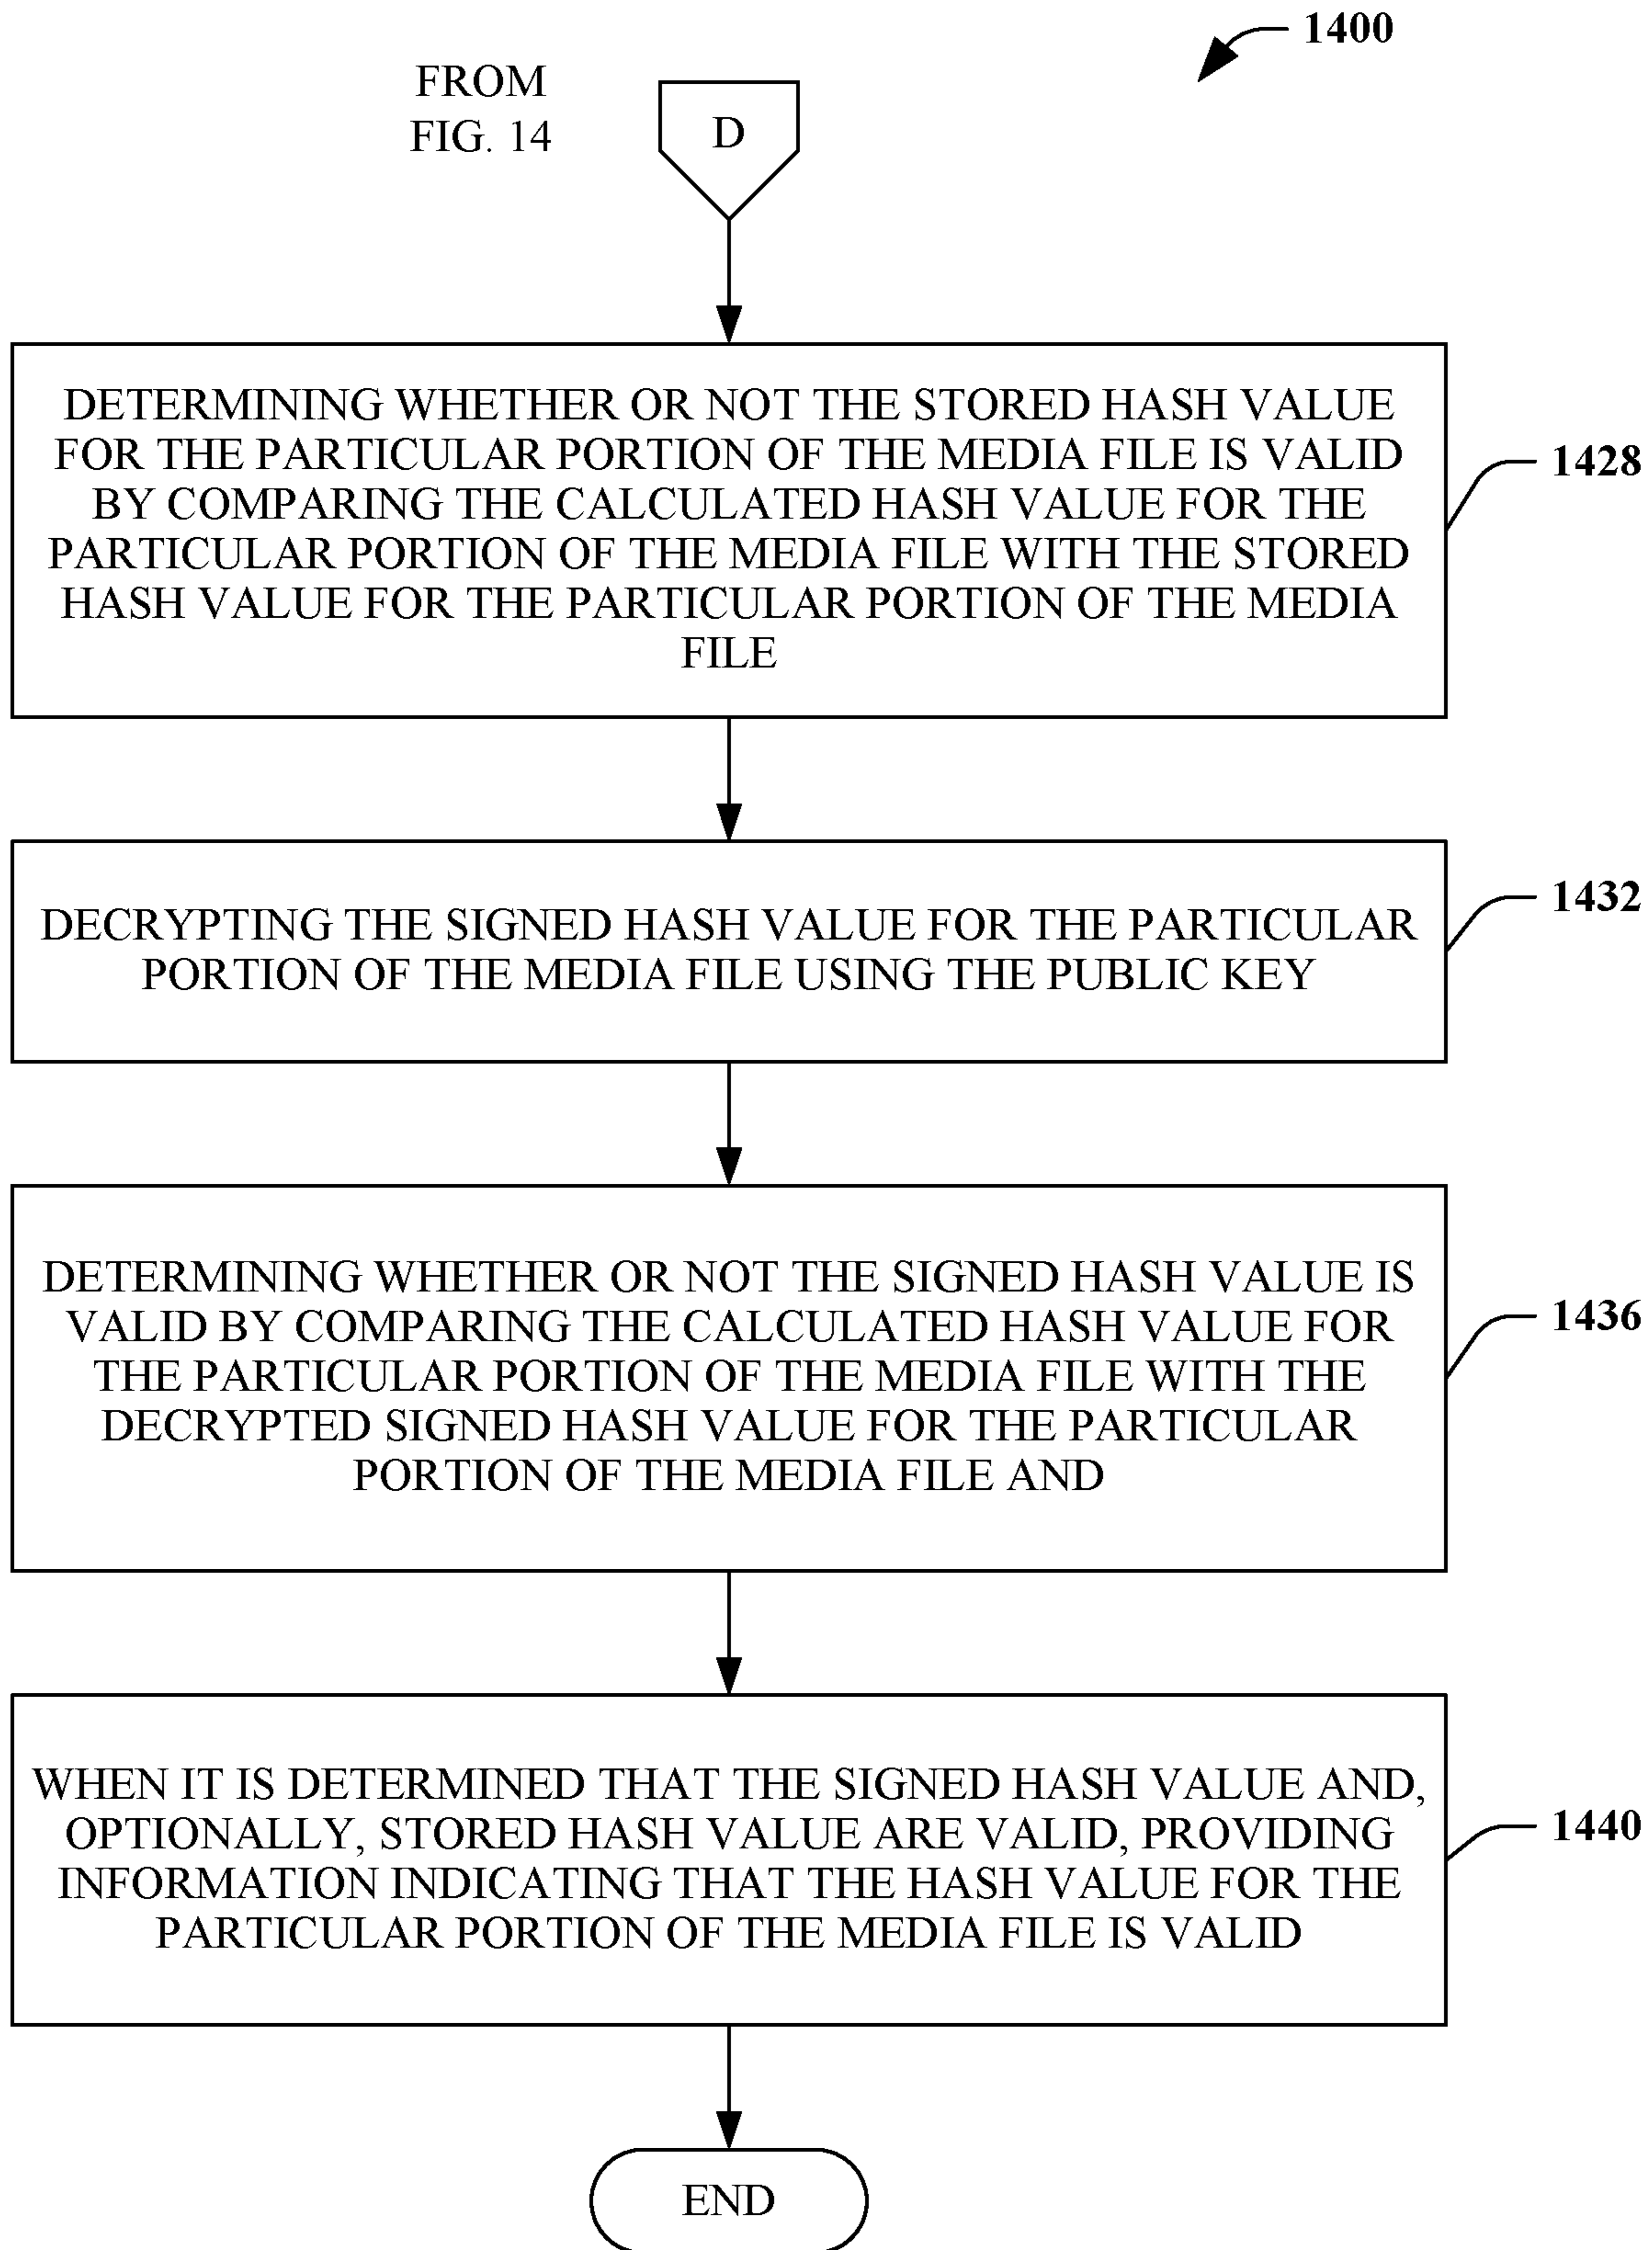 1400
FROM
FIG. 14
D
DETERMINING WHETHER OR NOT THE STORED HASH VALUE
FOR THE PARTICULAR PORTION OF THE MEDIA FILE IS VALID
BY COMPARING THE CALCULATED HASH VALUE FOR THE
PARTICULAR PORTION OF THE MEDIA FILE WITH THE STORED
HASH VALUE FOR THE PARTICULAR PORTION OF THE MEDIA
FILE
1428
DECRYPTING THE SIGNED HASH VALUE FOR THE PARTICULAR
PORTION OF THE MEDIA FILE USING THE PUBLIC KEY
1432
DETERMINING WHETHER OR NOT THE SIGNED HASH VALUE IS
VALID BY COMPARING THE CALCULATED HASH VALUE FOR
THE PARTICULAR PORTION OF THE MEDIA FILE WITH THE
DECRYPTED SIGNED HASH VALUE FOR THE PARTICULAR
PORTION OF THE MEDIA FILE AND
1436
WHEN IT IS DETERMINED THAT THE SIGNED HASH VALUE AND,
OPTIONALLY, STORED HASH VALUE ARE VALID, PROVIDING
INFORMATION INDICATING THAT THE HASH VALUE FOR THE
PARTICULAR PORTION OF THE MEDIA FILE IS VALID
1440
END